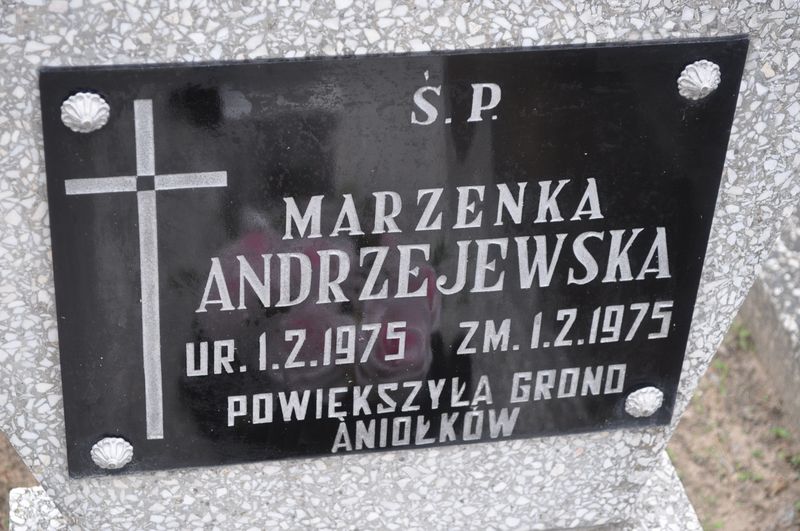 Ś. P.
MARZENKA
ANDRZEJEWSKA
UR. 1.2.1975 ZM. 1.2.1975
POWIĘKSZYŁA GRONO
ANIOŁKÓW